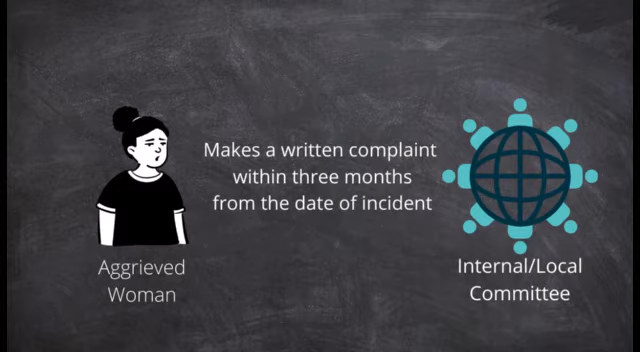 Makes a written complaint
within three months
from the date of incident
Aggrieved
Woman
Internal/Local
Committee